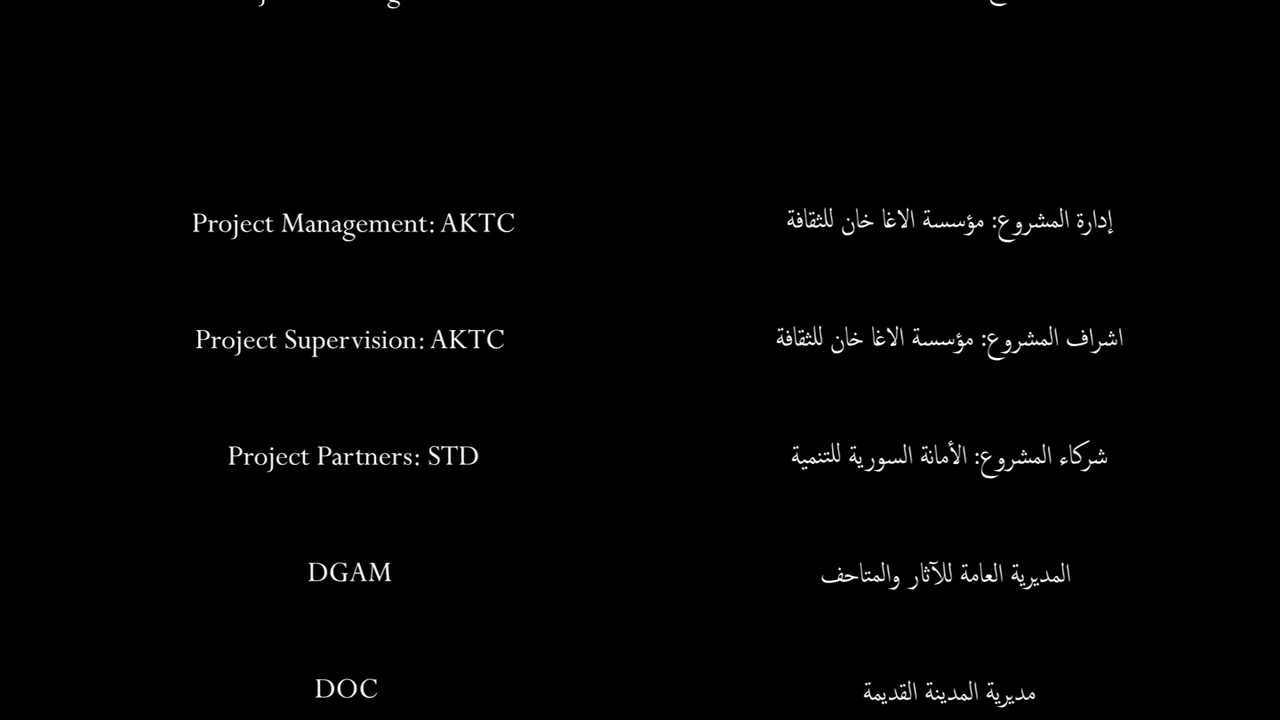 Project Management: AKTC
إدارة المشروع: مؤسسة الاغا خان للثقافة
Project Supervision: AKTC
اشراف المشروع: مؤسسة الاغا خان للثقافة
Project Partners: STD
شركاء المشروع: الأمانة السورية للتنمية
DGAM
المديرية العامة للآثار والمتاحف
DOC
مديرية المدينة القديمة